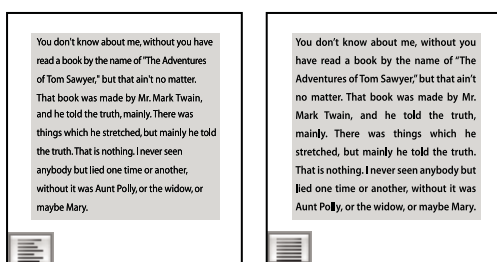 You don't know about me, without you have
read a book by the name of "The Adventures
of Tom Sawyer," but that ain't no matter.
That book was made by Mr. Mark Twain,
and he told the truth, mainly. There was
things which he stretched, but mainly he told
the truth. That is nothing. I never seen
anybody but lied one time or another,
without it was Aunt Polly, or the widow, or
maybe Mary.
You don't know about me, without you
have read a book by the name of "The
Adventures of Tom Sawyer," but that ain't
no matter. That book was made by Mr.
Mark Twain, and he told the truth,
mainly. There was things which he
stretched, but mainly he told the truth.
That is nothing. I never seen anybody but
lied one time or another, without it was
Aunt Polly, or the widow, or maybe Mary.